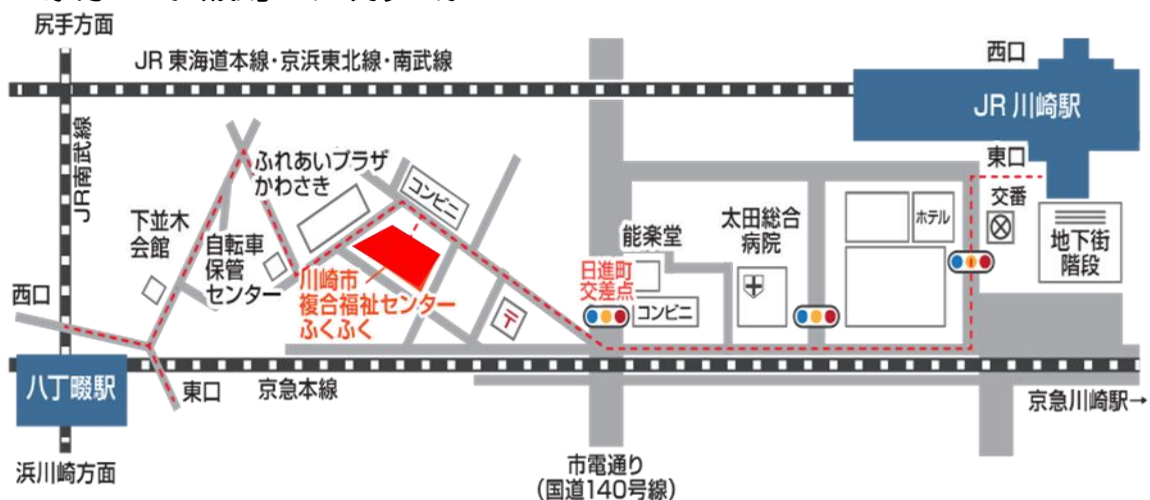 尻手方面
JR 東海道本線・京浜東北線・南武線
西口
JR 川崎駅
東口
JR南武線
ふれあいプラザ
かわさき
コンビニ
交番
下並木
会館
自転車
保管
センター
太田総合
病院
ホテル
地下街
階段
能楽堂
日進町
交差点
川崎市
複合福祉センター
ふくふく
〒
コンビニ
西口
八丁畷駅
東口
京急本線
京急川崎駅→
浜川崎方面
市電通り
(国道140号線)